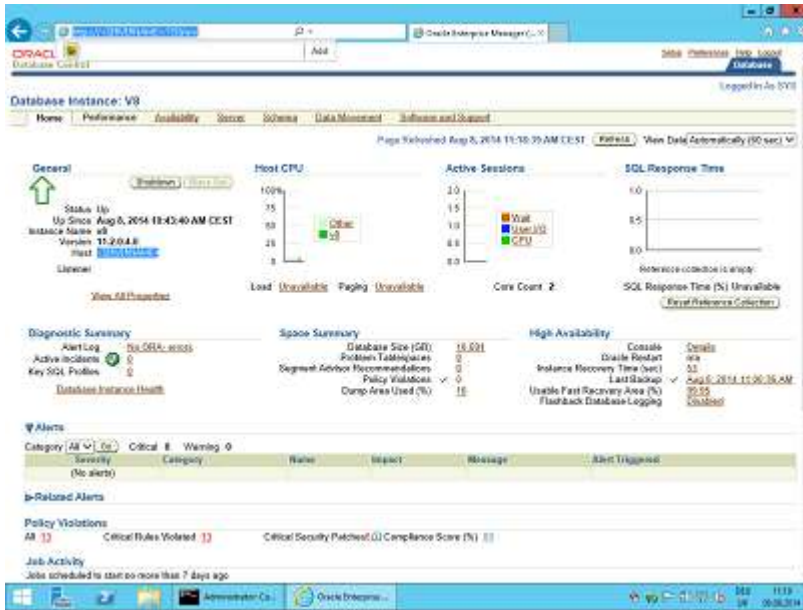 Oracle Enterprise Manager (...
Add
ORACL
Database Control
Setup Preferences Help Logout
Database
Logged in As SYS
Database Instance: V8
Home Performance Availability Server Schema Data Movement Software and Support
Page Refreshed Aug 8, 2014 11:18:39 AM CEST Refresh View Data Automatically (60 sec)
General
Shutdown
Status Up
Up Since Aug 8, 2014 10:43:40 AM CEST
Instance Name v8
Version 11.2.0.4.0
Host
Listener
View All Properties
Host CPU
100%
75
50
25
0
Other
v8
Load Unavailable Paging Unavailable
Active Sessions
2.0
1.5
1.0
0.5
0.0
Wait
User I/O
CPU
Core Count 2
SQL Response Time
1.0
0.5
0.0
Reference collection is empty.
SQL Response Time (%) Unavailable
Reset Reference Collection
Diagnostic Summary
Alert Log No ORA- errors
Active Incidents 0
Key SQL Profiles 0
Database Instance Health
Space Summary
Database Size (GB)
Problem Tablespaces 0
Segment Advisor Recommendations 0
Policy Violations 0
Dump Area Used (%) 16
High Availability
Console Details
Oracle Restart n/a
Instance Recovery Time (sec)
Last Backup Aug 8, 2014 11:00:35 AM
Usable Fast Recovery Area (%)
Flashback Database Logging Disabled
Alerts
Category All Go Critical 0 Warning 0
Severity Category Name Impact Message Alert Triggered
(No alerts)
Related Alerts
Policy Violations
All 13 Critical Rules Violated 13 Critical Security Patches 0 Compliance Score (%)
Job Activity
Jobs scheduled to start no more than 7 days ago
Administrator: Co...
Oracle Enterprise...
DEU
11:19